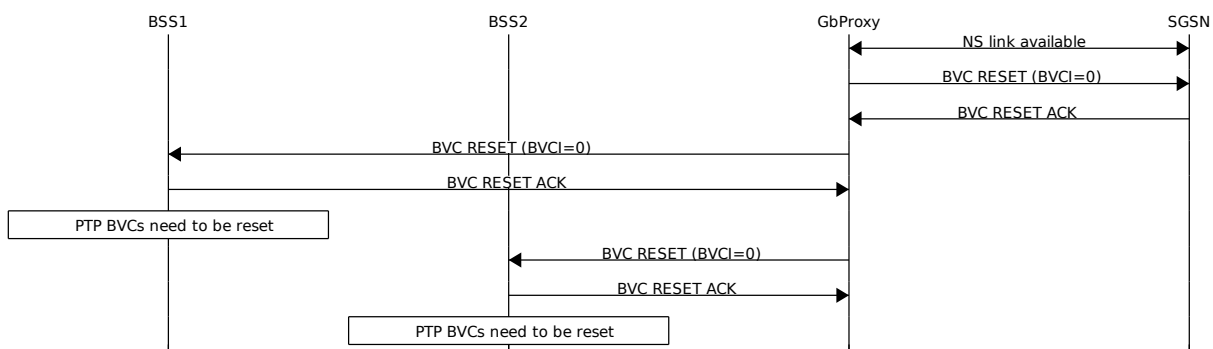 BSS1 BSS2 GbProxy SGSN
NS link available
BVC RESET (BVCI=0)
BVC RESET ACK
BVC RESET (BVCI=0)
BVC RESET ACK
PTP BVCs need to be reset
BVC RESET (BVCI=0)
BVC RESET ACK
PTP BVCs need to be reset